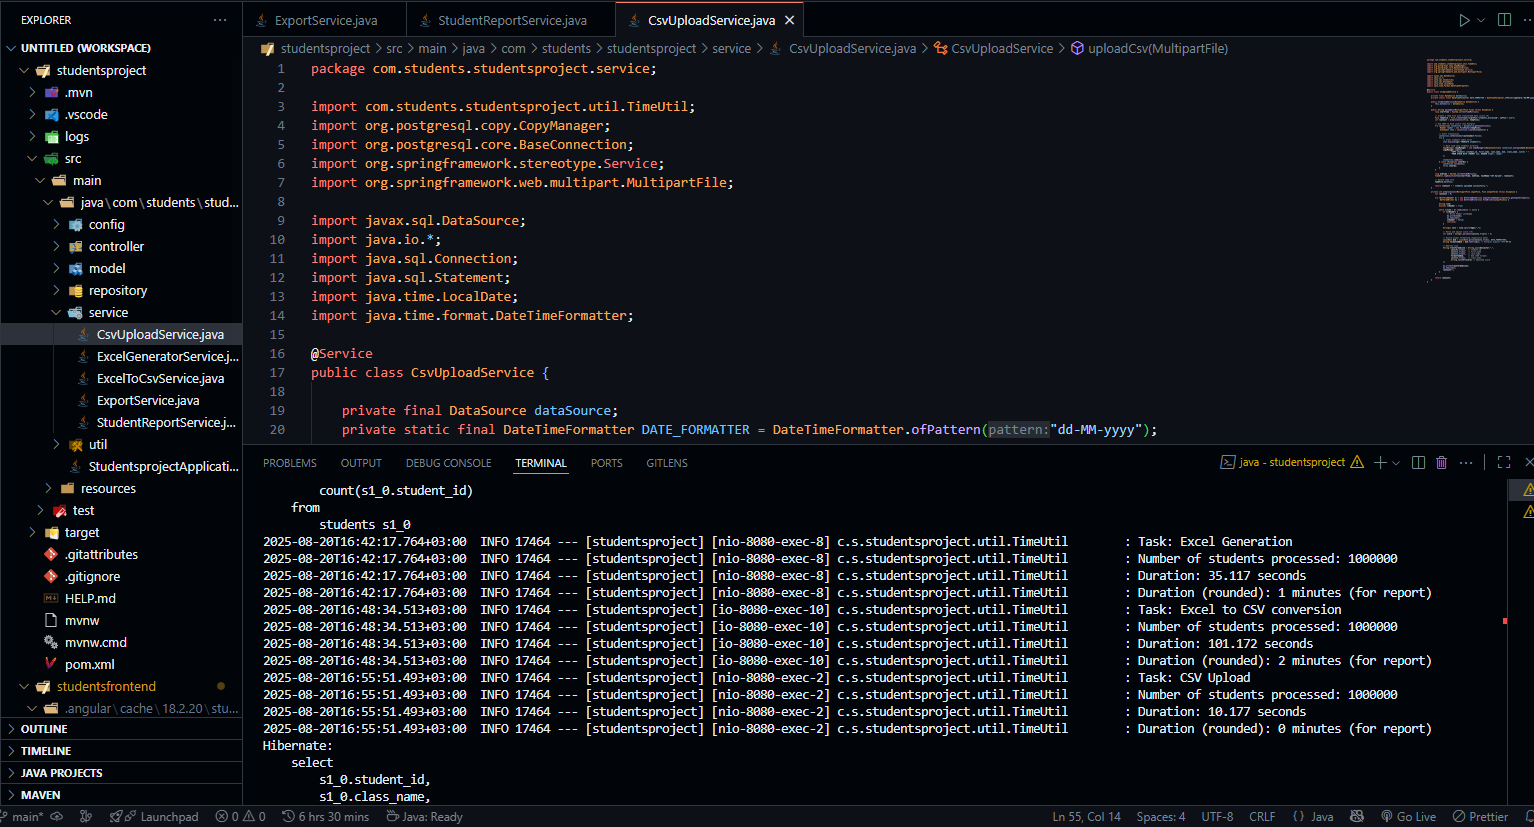 EXPLORER
···
UNTITLED (WORKSPACE)
studentsproject
.mvn
.vscode
logs
src
main
java\com\students\stud...
config
controller
model
repository
service
CsvUploadService.java
ExcelGeneratorService.j...
ExcelToCsvService.java
ExportService.java
StudentReportService.j...
util
StudentsprojectApplicati...
resources
test
target
.gitattributes
.gitignore
HELP.md
mvnw
mvnw.cmd
pom.xml
studentsfrontend
.angular\cache\18.2.20\stu...
OUTLINE
TIMELINE
JAVA PROJECTS
MAVEN
ExportService.java
StudentReportService.java
CsvUploadService.java
studentsproject > src > main > java > com > students > studentsproject > service > CsvUploadService.java > CsvUploadService > uploadCsv(MultipartFile)
1 package com.students.studentsproject.service;
2
3 import com.students.studentsproject.util.TimeUtil;
4 import org.postgresql.copy.CopyManager;
5 import org.postgresql.core.BaseConnection;
6 import org.springframework.stereotype.Service;
7 import org.springframework.web.multipart.MultipartFile;
8
9 import javax.sql.DataSource;
10 import java.io.*;
11 import java.sql.Connection;
12 import java.sql.Statement;
13 import java.time.LocalDate;
14 import java.time.format.DateTimeFormatter;
15
16 @Service
17 public class CsvUploadService {
18
19 private final DataSource dataSource;
20 private static final DateTimeFormatter DATE_FORMATTER = DateTimeFormatter.ofPattern(pattern:"dd-MM-yyyy");
PROBLEMS OUTPUT DEBUG CONSOLE TERMINAL PORTS GITLENS
java - studentsproject
count(s1_0.student_id)
from
students s1_0
2025-08-20T16:42:17.764+03:00 INFO 17464 --- [studentsproject] [nio-8080-exec-8] c.s.studentsproject.util.TimeUtil : Task: Excel Generation
2025-08-20T16:42:17.764+03:00 INFO 17464 --- [studentsproject] [nio-8080-exec-8] c.s.studentsproject.util.TimeUtil : Number of students processed: 1000000
2025-08-20T16:42:17.764+03:00 INFO 17464 --- [studentsproject] [nio-8080-exec-8] c.s.studentsproject.util.TimeUtil : Duration: 35.117 seconds
2025-08-20T16:42:17.764+03:00 INFO 17464 --- [studentsproject] [nio-8080-exec-8] c.s.studentsproject.util.TimeUtil : Duration (rounded): 1 minutes (for report)
2025-08-20T16:48:34.513+03:00 INFO 17464 --- [studentsproject] [io-8080-exec-10] c.s.studentsproject.util.TimeUtil : Task: Excel to CSV conversion
2025-08-20T16:48:34.513+03:00 INFO 17464 --- [studentsproject] [io-8080-exec-10] c.s.studentsproject.util.TimeUtil : Number of students processed: 1000000
2025-08-20T16:48:34.513+03:00 INFO 17464 --- [studentsproject] [io-8080-exec-10] c.s.studentsproject.util.TimeUtil : Duration: 101.172 seconds
2025-08-20T16:48:34.513+03:00 INFO 17464 --- [studentsproject] [io-8080-exec-10] c.s.studentsproject.util.TimeUtil : Duration (rounded): 2 minutes (for report)
2025-08-20T16:55:51.493+03:00 INFO 17464 --- [studentsproject] [nio-8080-exec-2] c.s.studentsproject.util.TimeUtil : Task: CSV Upload
2025-08-20T16:55:51.493+03:00 INFO 17464 --- [studentsproject] [nio-8080-exec-2] c.s.studentsproject.util.TimeUtil : Number of students processed: 1000000
2025-08-20T16:55:51.493+03:00 INFO 17464 --- [studentsproject] [nio-8080-exec-2] c.s.studentsproject.util.TimeUtil : Duration: 10.177 seconds
2025-08-20T16:55:51.493+03:00 INFO 17464 --- [studentsproject] [nio-8080-exec-2] c.s.studentsproject.util.TimeUtil : Duration (rounded): 0 minutes (for report)
Hibernate:
select
s1_0.student_id,
s1_0.class_name,
main* Launchpad 0 0 6 hrs 30 mins Java: Ready Ln 55, Col 14 Spaces: 4 UTF-8 CRLF {} Java Go Live Prettier